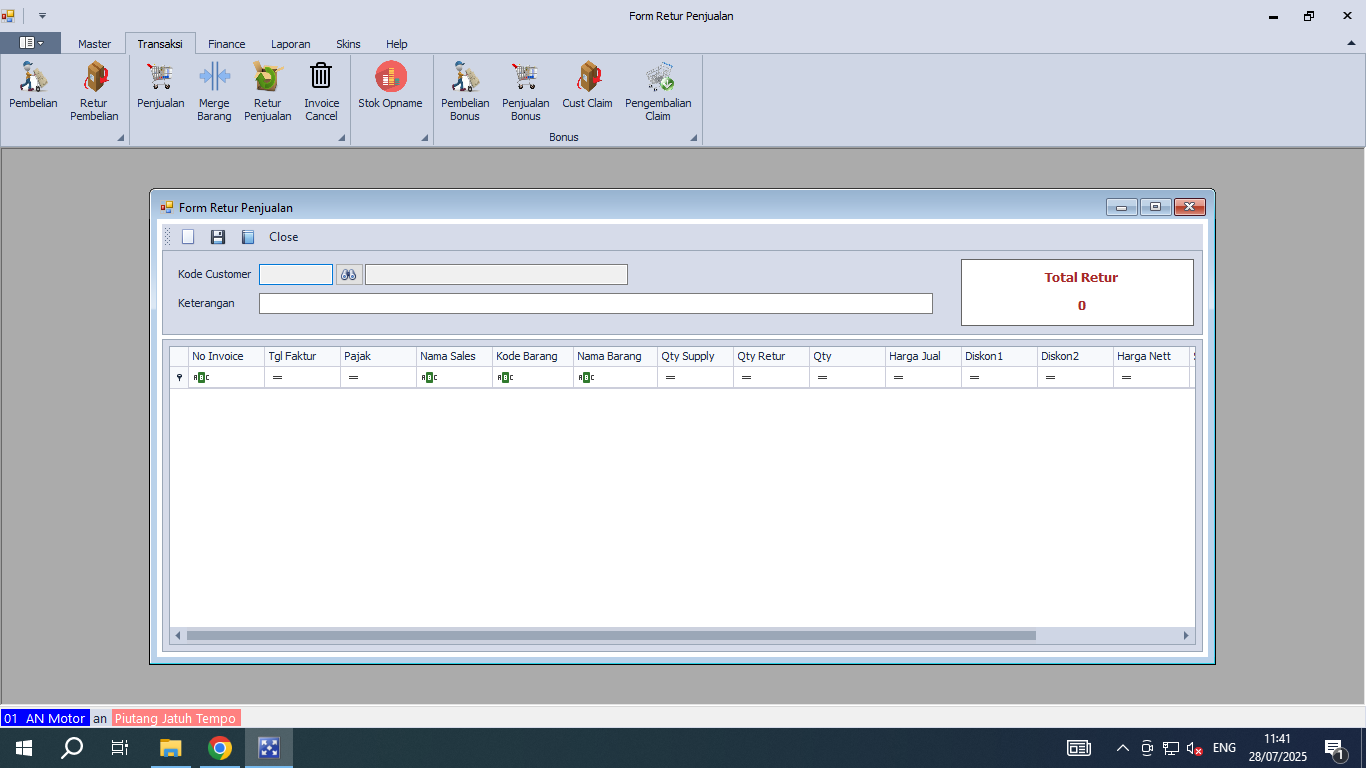 Form Retur Penjualan
Master Transaksi Finance Laporan Skins Help
Pembelian Retur Pembelian Penjualan Merge Barang Retur Penjualan Invoice Cancel Stok Opname Pembelian Bonus Penjualan Bonus Cust Claim Pengembalian Claim
Bonus
Form Retur Penjualan
Close
Kode Customer
Keterangan
Total Retur
0
No Invoice Tgl Faktur Pajak Nama Sales Kode Barang Nama Barang Qty Supply Qty Retur Qty Harga Jual Diskon1 Diskon2 Harga Nett
ABC = = ABC ABC ABC = = = = = = =
01 AN Motor an Piutang Jatuh Tempo
ENG
11:41
28/07/2025
1